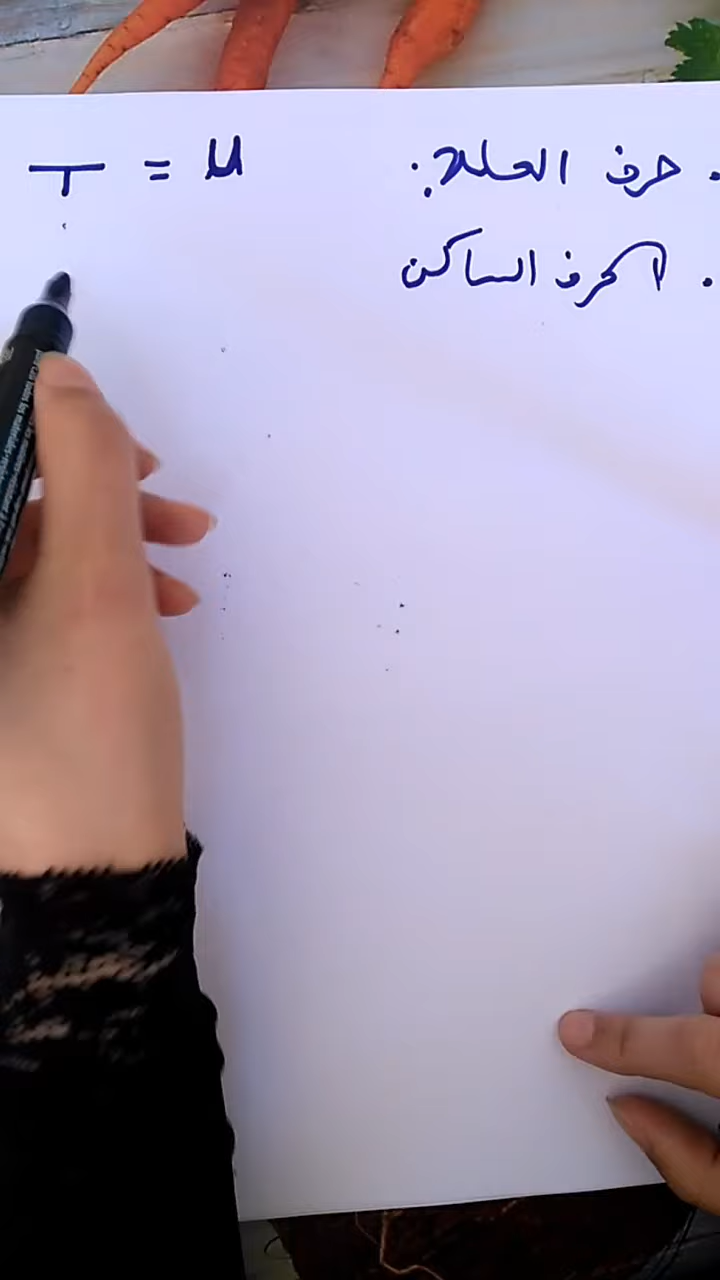 . حرف العلة: T = u
. الحرف الساكن